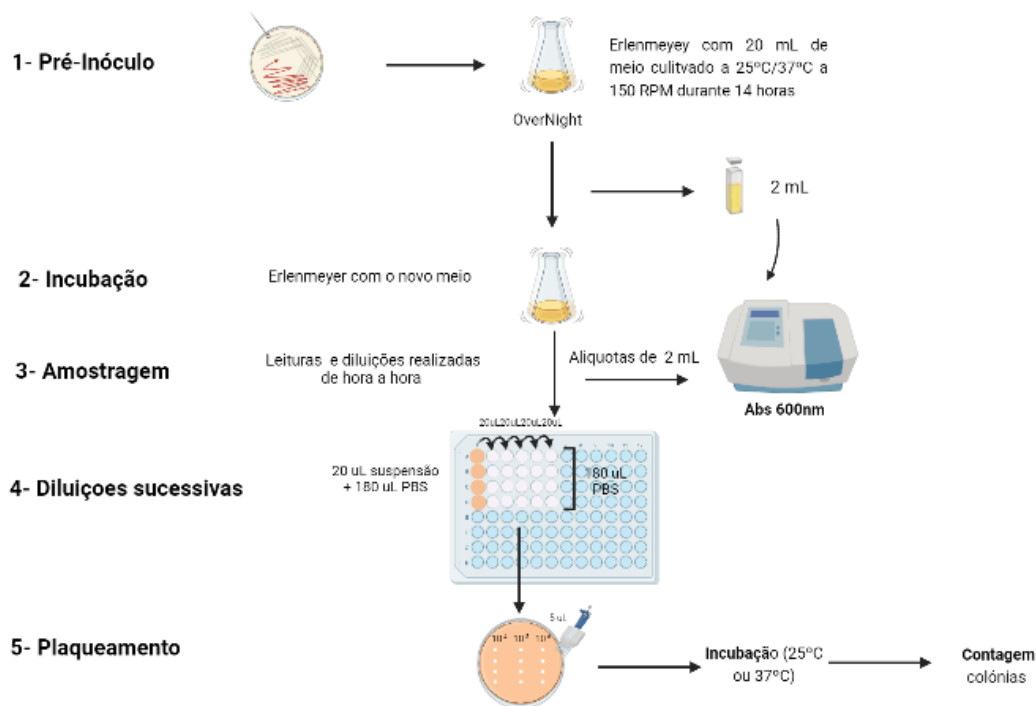 1- Pré-Inóculo
Erlenmeyey com 20 mL de
meio culitvado a 25ºC/37ºC a
150 RPM durante 14 horas
OverNight
2 mL
2- Incubação
Erlenmeyer com o novo meio
3- Amostragem
Leituras e diluições realizadas
de hora a hora
Aliquotas de 2 mL
Abs 600nm
20uL20uL20uL20uL
4- Diluiçoes sucessivas
20 uL suspensão
+ 180 uL PBS
180 uL
PBS
5- Plaqueamento
5 uL
Incubação (25ºC
ou 37ºC)
Contagem
colónias